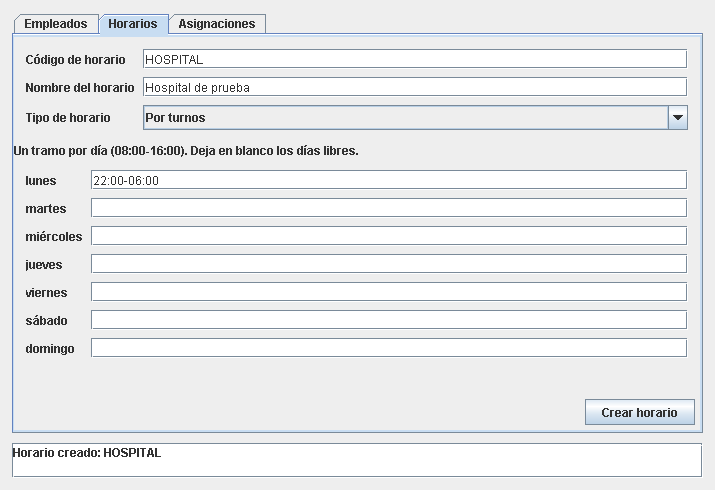 Empleados Horarios Asignaciones
Código de horario HOSPITAL
Nombre del horario Hospital de prueba
Tipo de horario Por turnos
Un tramo por día (08:00-16:00). Deja en blanco los días libres.
lunes 22:00-06:00
martes
miércoles
jueves
viernes
sábado
domingo
Crear horario
Horario creado: HOSPITAL